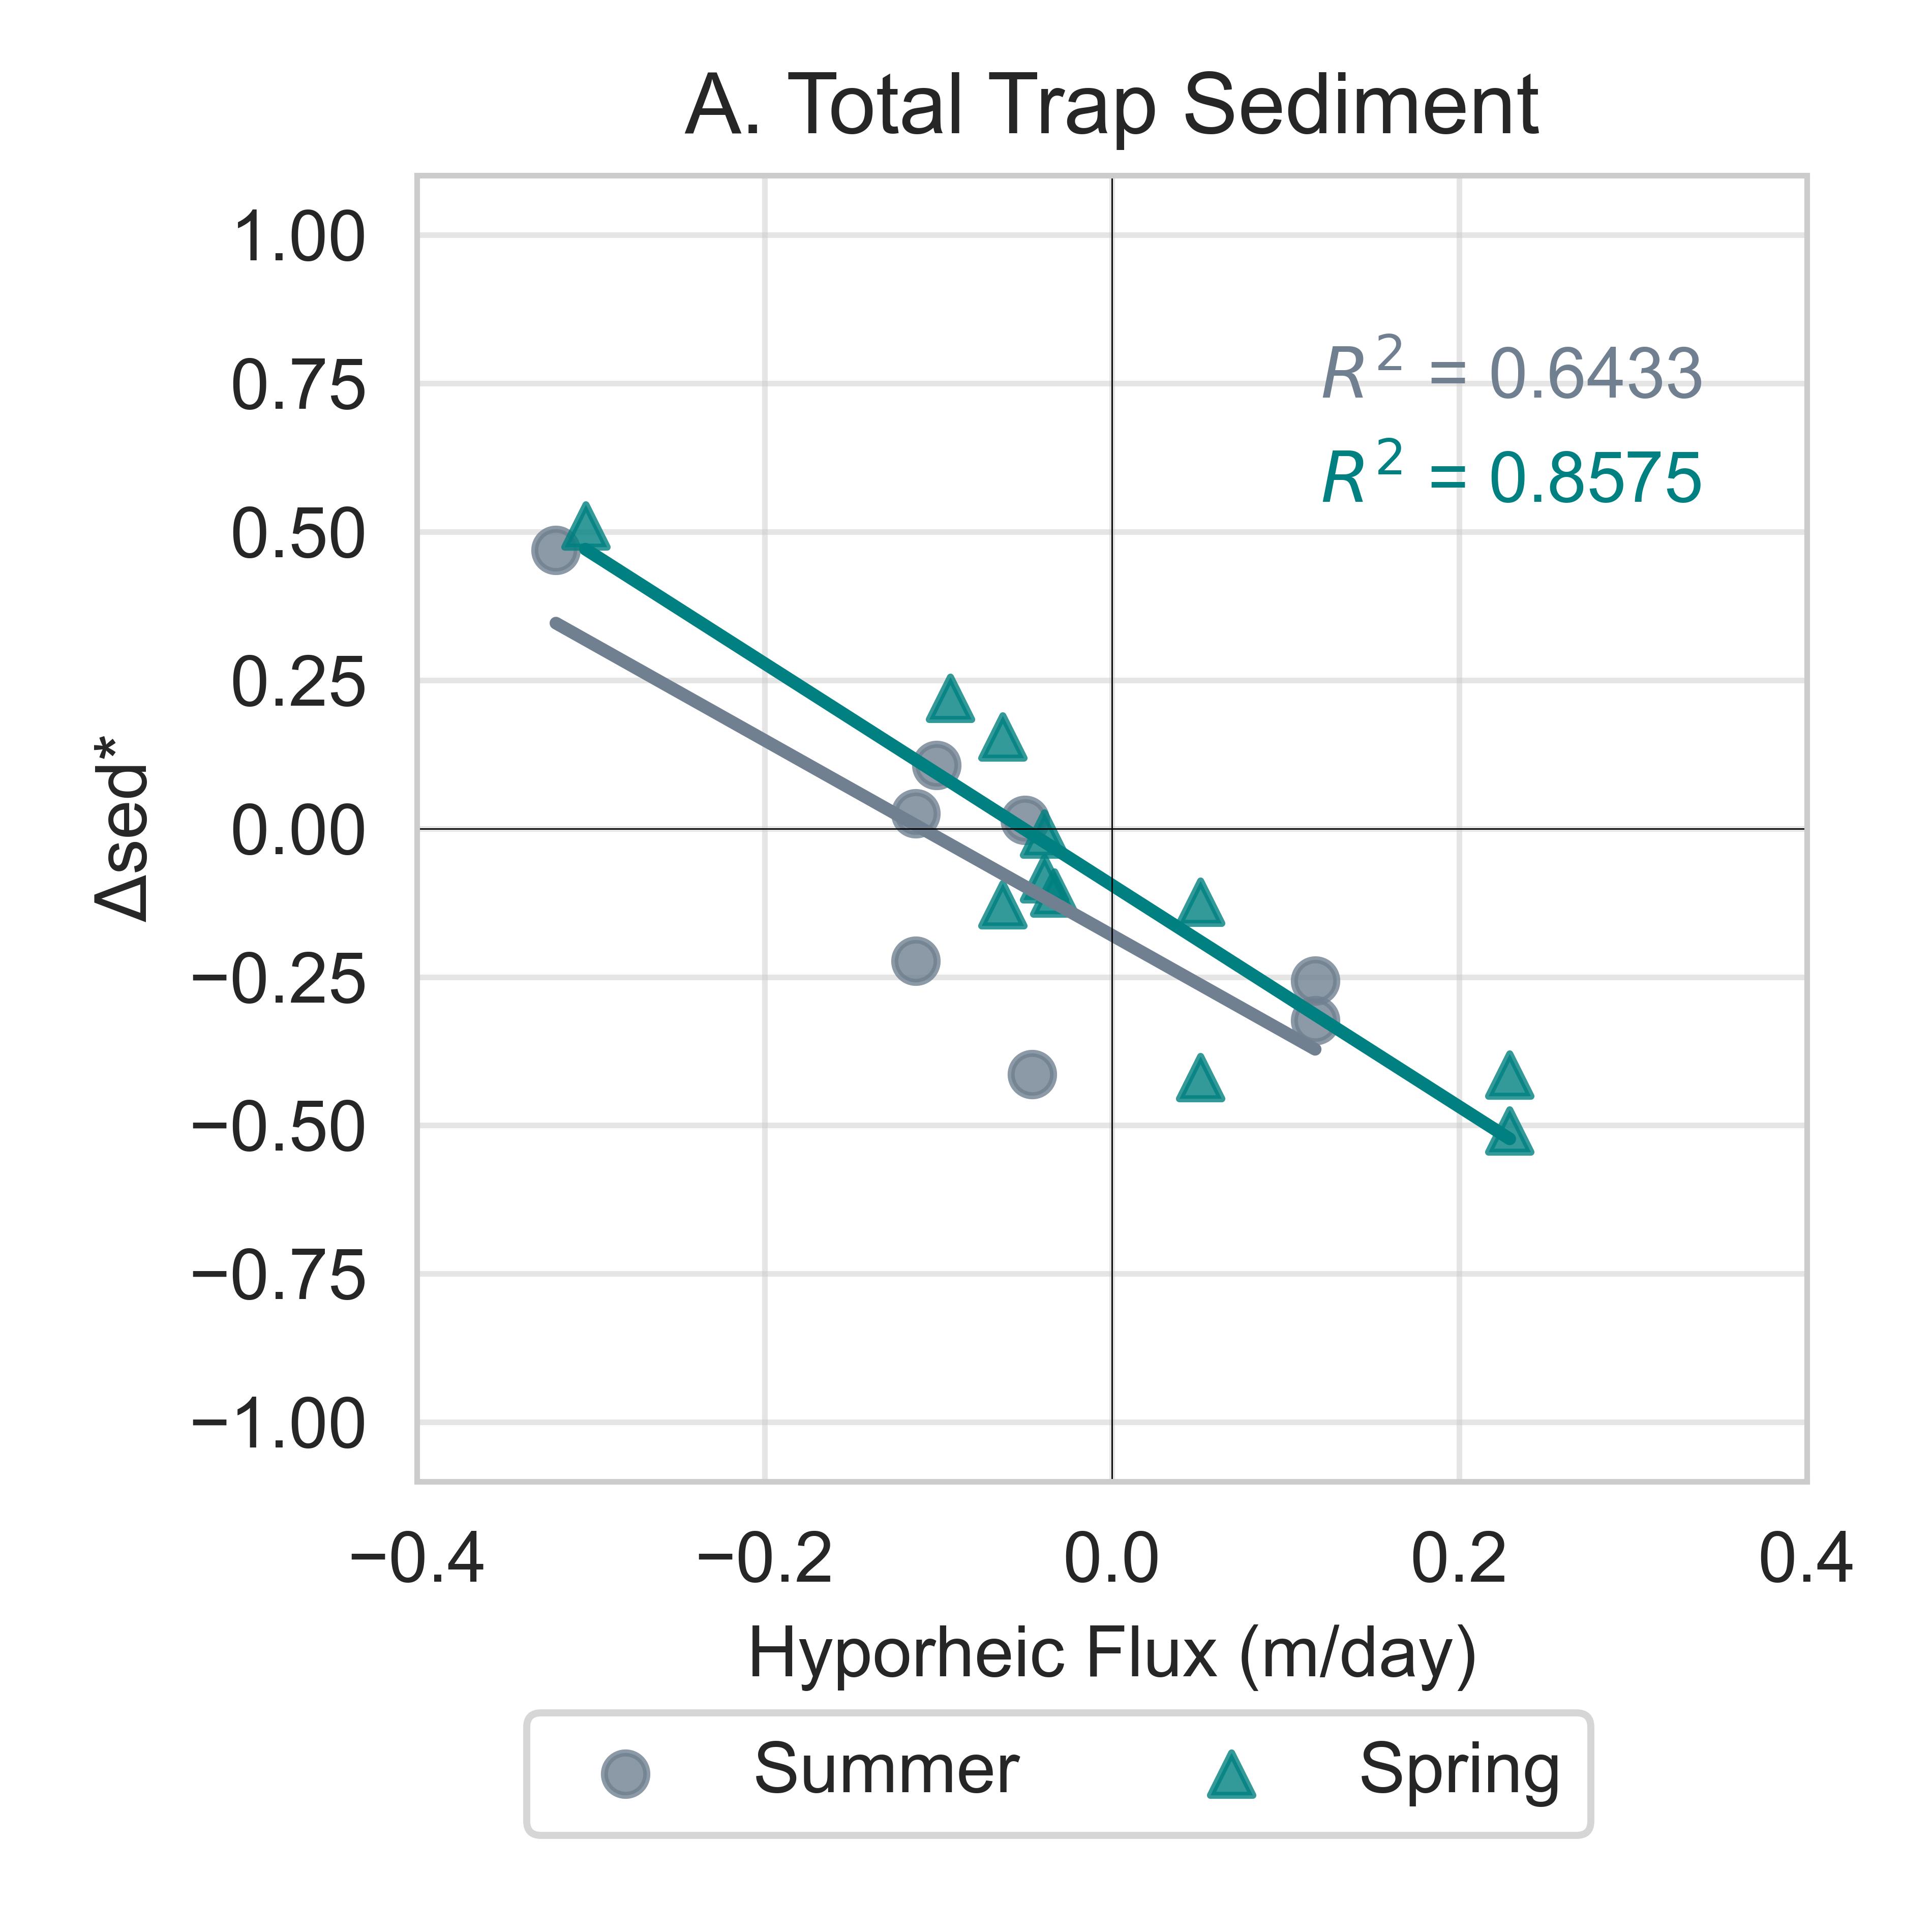 A. Total Trap Sediment
1.00
0.75
0.50
0.25
0.00
−0.25
−0.50
−0.75
−1.00
Δsed*
R² = 0.6433
R² = 0.8575
−0.4 −0.2 0.0 0.2 0.4
Hyporheic Flux (m/day)
Summer Spring